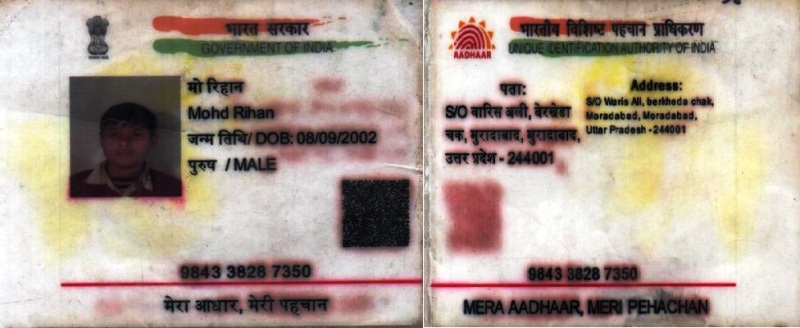 भारत सरकार
GOVERNMENT OF INDIA
मो रिहान
Mohd Rihan
जन्म तिथि/ DOB: 08/09/2002
पुरुष / MALE
9843 3828 7350
मेरा आधार, मेरी पहचान
भारतीय विशिष्ट पहचान प्राधिकरण
UNIQUE IDENTIFICATION AUTHORITY OF INDIA
AADHAAR
पता:
S/O वारिस अली, बेरखेडा
चक, मुरादाबाद, मुरादाबाद,
उत्तर प्रदेश - 244001
Address:
S/O Waris Ali, berkheda chak,
Moradabad, Moradabad,
Uttar Pradesh - 244001
9843 3828 7350
MERA AADHAAR, MERI PEHACHAN